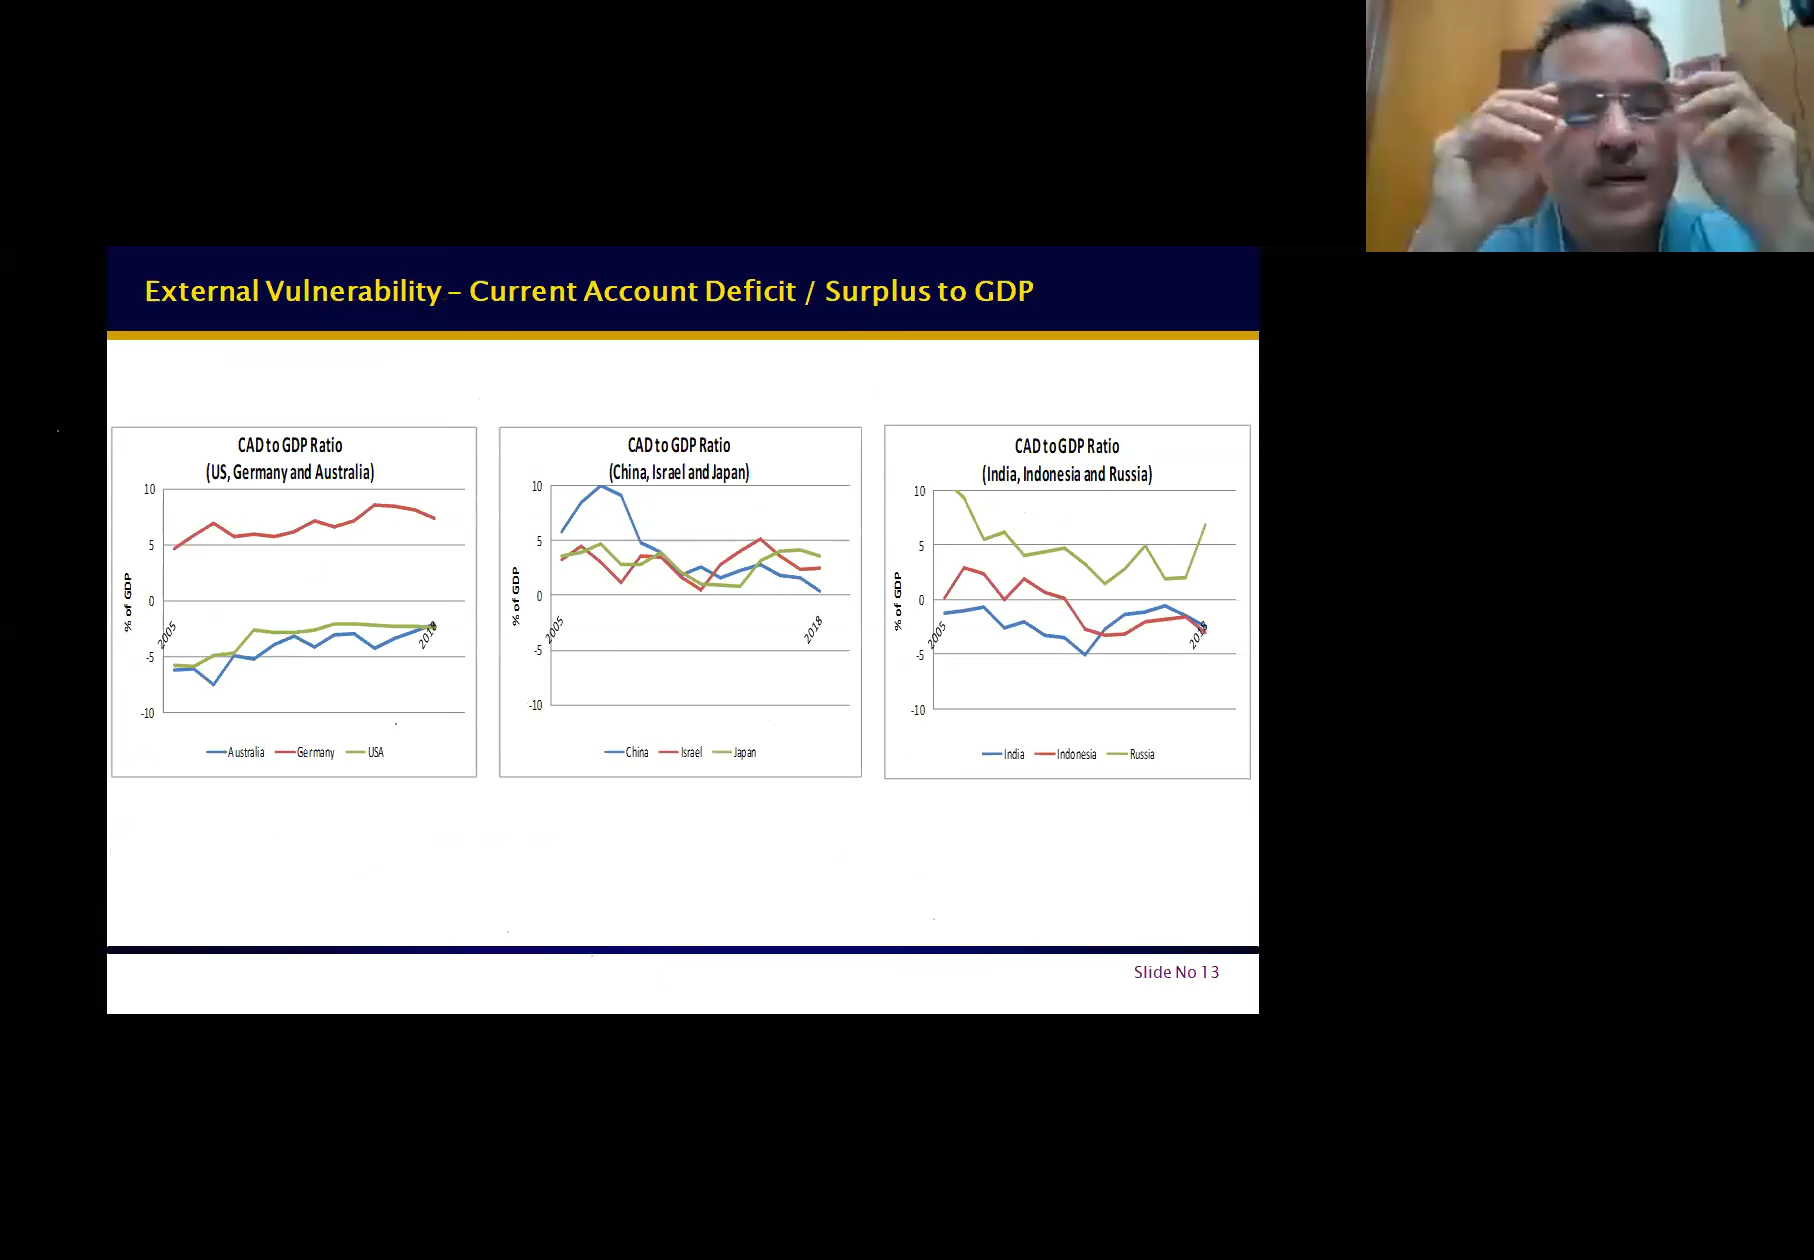 External Vulnerability – Current Account Deficit / Surplus to GDP
CAD to GDP Ratio
(US, Germany and Australia)
10
5
0
-5
-10
% of GDP
2005
2018
Australia Germany USA
CAD to GDP Ratio
(China, Israel and Japan)
10
5
0
-5
-10
% of GDP
2005
2018
China Israel Japan
CAD to GDP Ratio
(India, Indonesia and Russia)
10
5
0
-5
-10
% of GDP
2005
2018
India Indonesia Russia
Slide No 13